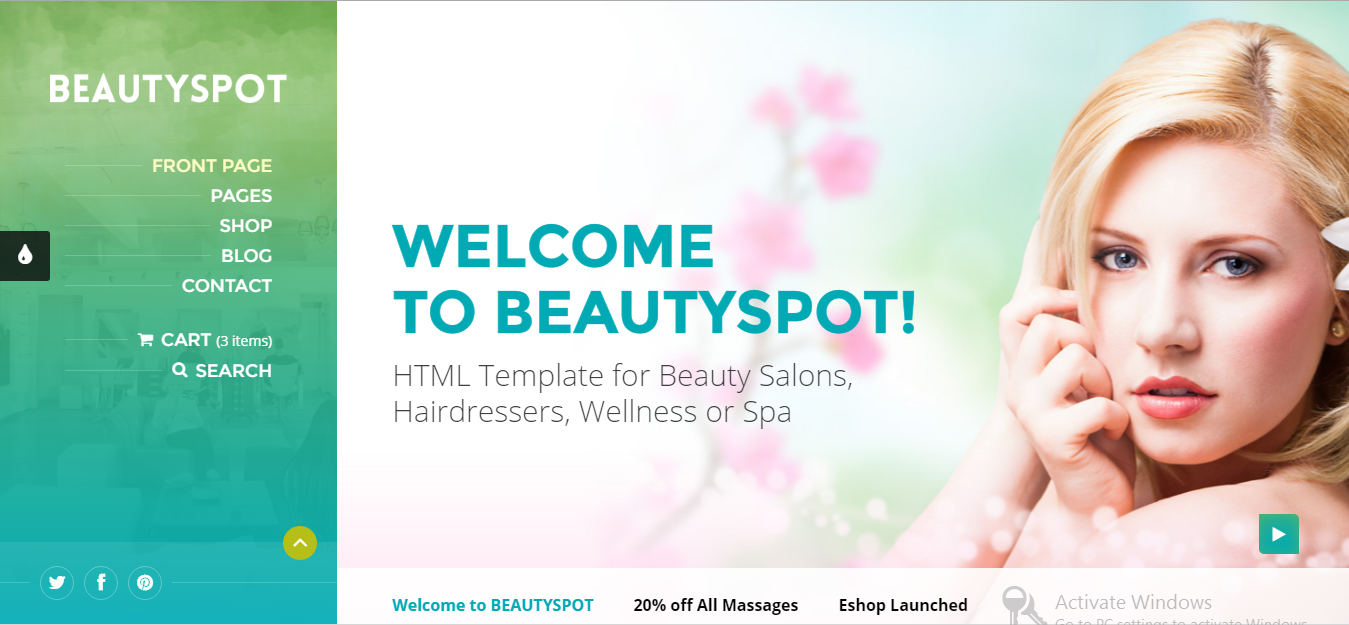 BEAUTYSPOT
FRONT PAGE
PAGES
SHOP
BLOG
CONTACT
CART (3 items)
SEARCH
WELCOME
TO BEAUTYSPOT!
HTML Template for Beauty Salons,
Hairdressers, Wellness or Spa
Welcome to BEAUTYSPOT
20% off All Massages
Eshop Launched
Activate Windows
Go to PC settings to activate Windows.